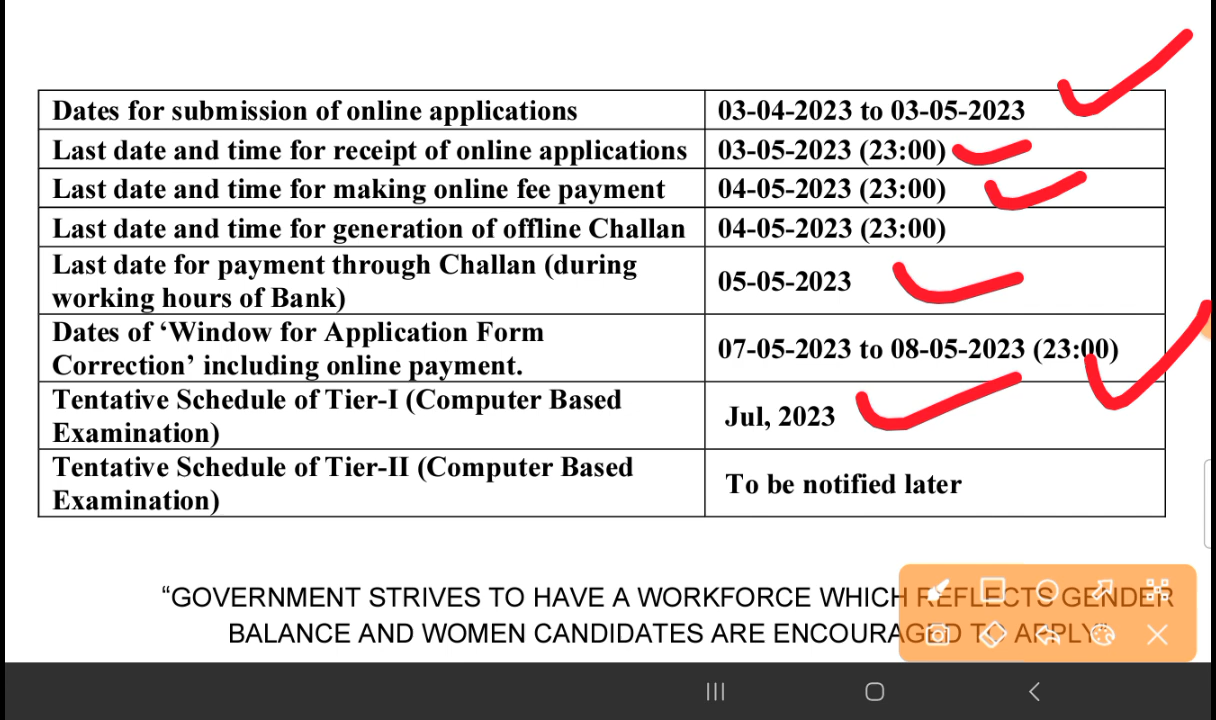 Dates for submission of online applications 03-04-2023 to 03-05-2023
Last date and time for receipt of online applications 03-05-2023 (23:00)
Last date and time for making online fee payment 04-05-2023 (23:00)
Last date and time for generation of offline Challan 04-05-2023 (23:00)
Last date for payment through Challan (during
working hours of Bank) 05-05-2023
Dates of ‘Window for Application Form
Correction’ including online payment. 07-05-2023 to 08-05-2023 (23:00)
Tentative Schedule of Tier-I (Computer Based
Examination) Jul, 2023
Tentative Schedule of Tier-II (Computer Based
Examination) To be notified later
“GOVERNMENT STRIVES TO HAVE A WORKFORCE WHICH REFLECTS GENDER
BALANCE AND WOMEN CANDIDATES ARE ENCOURAGED TO APPLY”